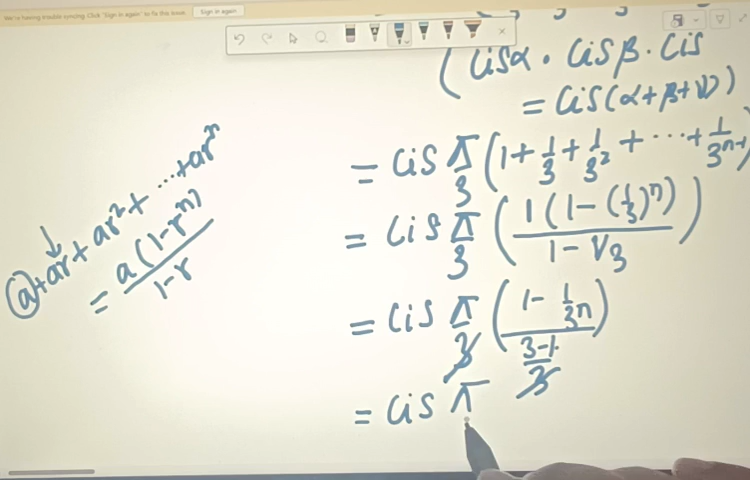 We're having trouble syncing. Click "Sign in again" to fix this issue. Sign in again
(Cisα . Cisβ . Cis
= Cis(α+β+γ)
= Cis π/3 (1 + 1/3 + 1/3² + ... + 1/3ⁿ⁻¹)
= Cis π/3 ( 1(1-(1/3)ⁿ) / 1-1/3 )
= Cis π/3 ( 1 - 1/3ⁿ / 3-1/3 )
= Cis π
a+ar+ar²+ ...+arⁿ
= a(1-rⁿ) / 1-r